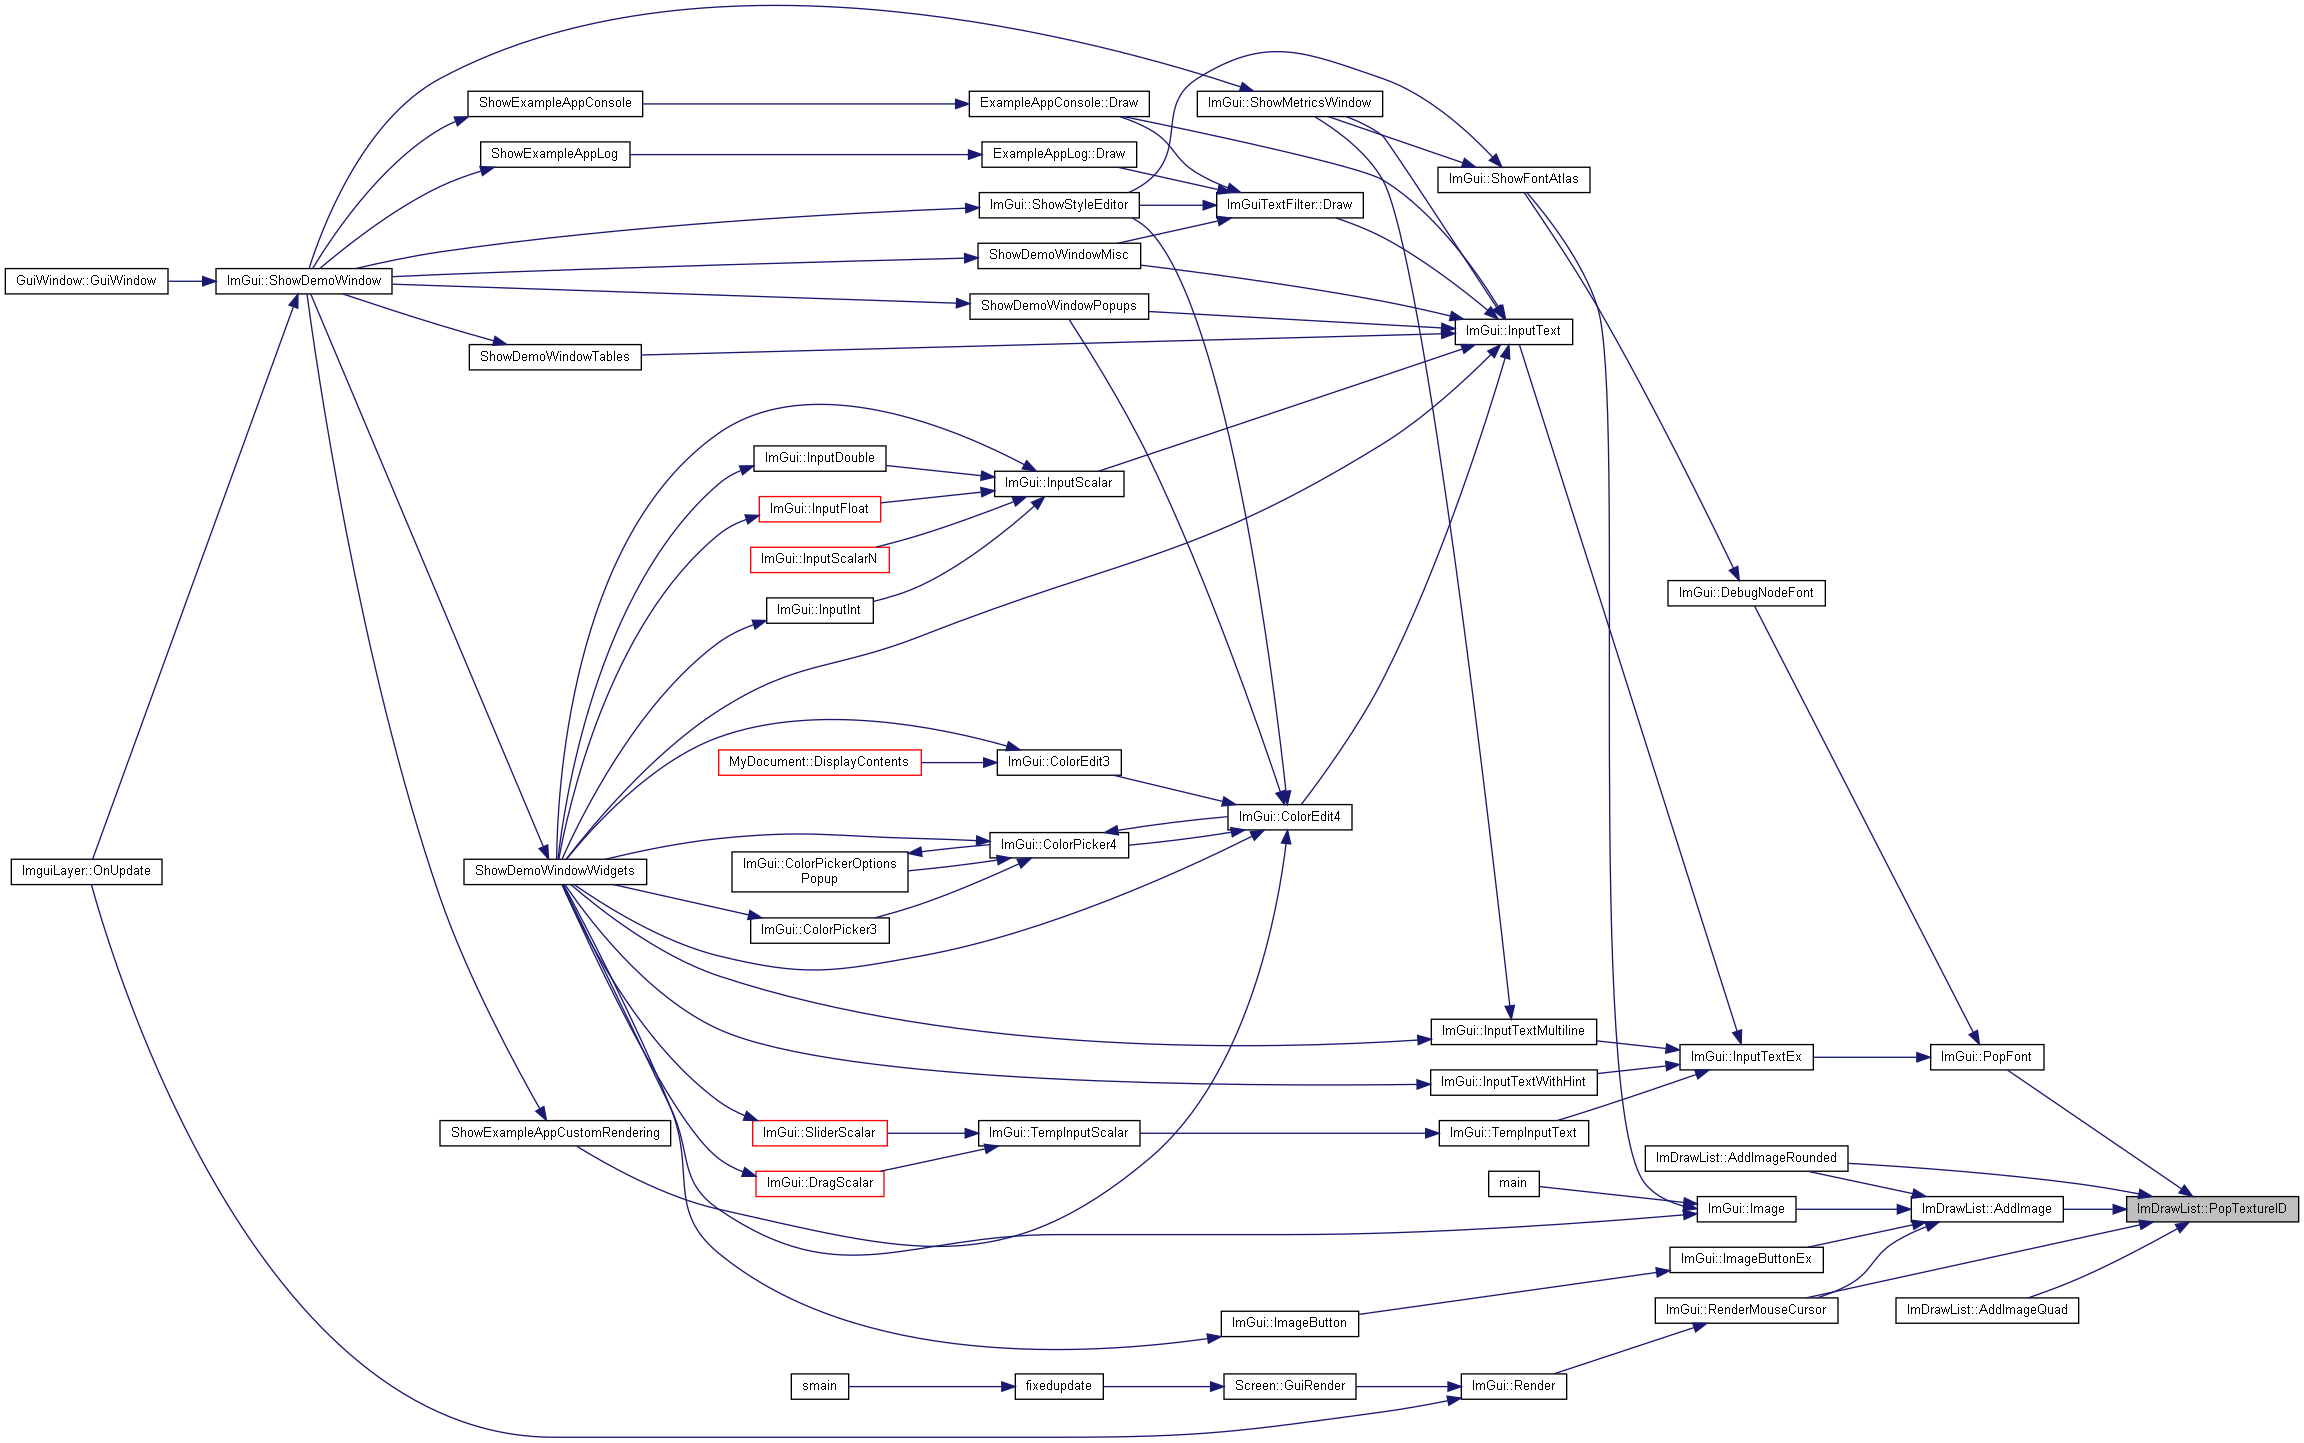 ShowExampleAppConsole
ExampleAppConsole::Draw
ImGui::ShowMetricsWindow
ShowExampleAppLog
ExampleAppLog::Draw
ImGui::ShowFontAtlas
ImGui::ShowStyleEditor
ImGuiTextFilter::Draw
ShowDemoWindowMisc
GuiWindow::GuiWindow
ImGui::ShowDemoWindow
ShowDemoWindowPopups
ImGui::InputText
ShowDemoWindowTables
ImGui::InputDouble
ImGui::InputScalar
ImGui::InputFloat
ImGui::InputScalarN
ImGui::DebugNodeFont
ImGui::InputInt
MyDocument::DisplayContents
ImGui::ColorEdit3
ImGui::ColorEdit4
ImGui::ColorPicker4
ImguiLayer::OnUpdate
ShowDemoWindowWidgets
ImGui::ColorPickerOptions
Popup
ImGui::ColorPicker3
ImGui::InputTextMultiline
ImGui::InputTextEx
ImGui::PopFont
ImGui::InputTextWithHint
ShowExampleAppCustomRendering
ImGui::SliderScalar
ImGui::TempInputScalar
ImGui::TempInputText
ImDrawList::AddImageRounded
ImGui::DragScalar
main
ImGui::Image
ImDrawList::AddImage
ImDrawList::PopTextureID
ImGui::ImageButtonEx
ImGui::RenderMouseCursor
ImDrawList::AddImageQuad
ImGui::ImageButton
smain
fixedupdate
Screen::GuiRender
ImGui::Render